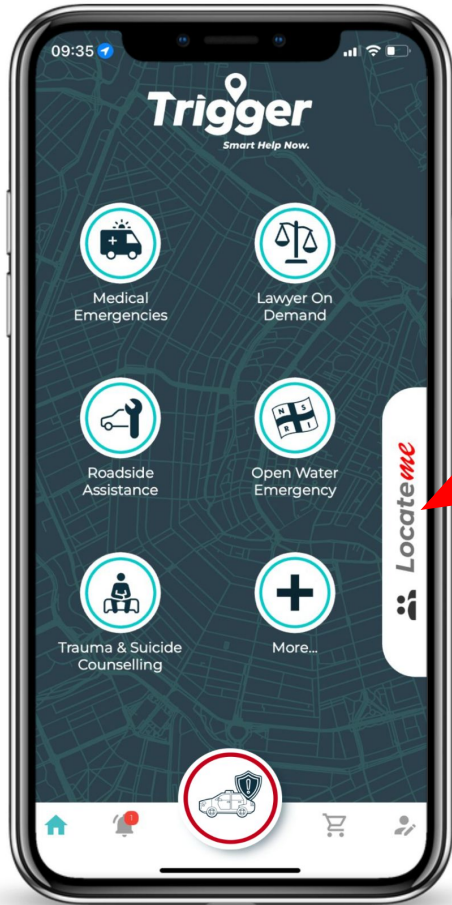 09:35
Trigger
Smart Help Now.
Medical
Emergencies
Lawyer On
Demand
Roadside
Assistance
N S
R I
Open Water
Emergency
Locateme
Trauma & Suicide
Counselling
More...
1